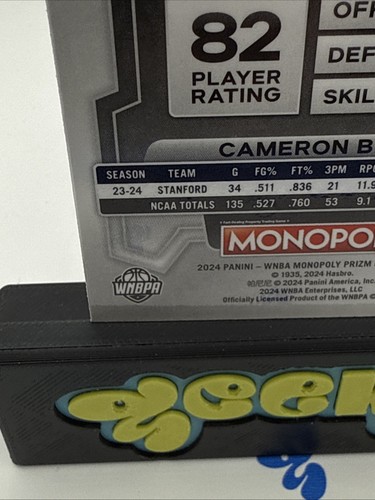 82
PLAYER
RATING
OF
DEF
SKIL
CAMERON B
SEASON TEAM G FG% FT% 3PM RP
23-24 STANFORD 34 .511 .836 21 11.9
NCAA TOTALS 135 .527 .760 53 9.1
MONOPO
2024 PANINI – WNBA MONOPOLY PRIZM
© 1935, 2024 Hasbro.
© 2024 Panini America, Inc.
2024 WNBA Enterprises, LLC
Officially Licensed Product of the WNBPA
WNBPA